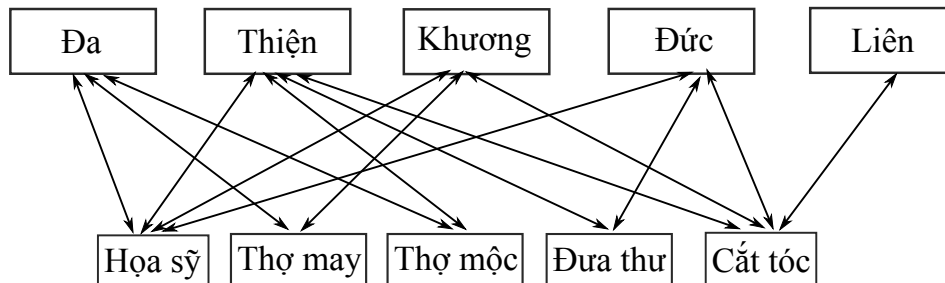 Đa Thiện Khương Đức Liên
Họa sỹ Thợ may Thợ mộc Đưa thư Cắt tóc